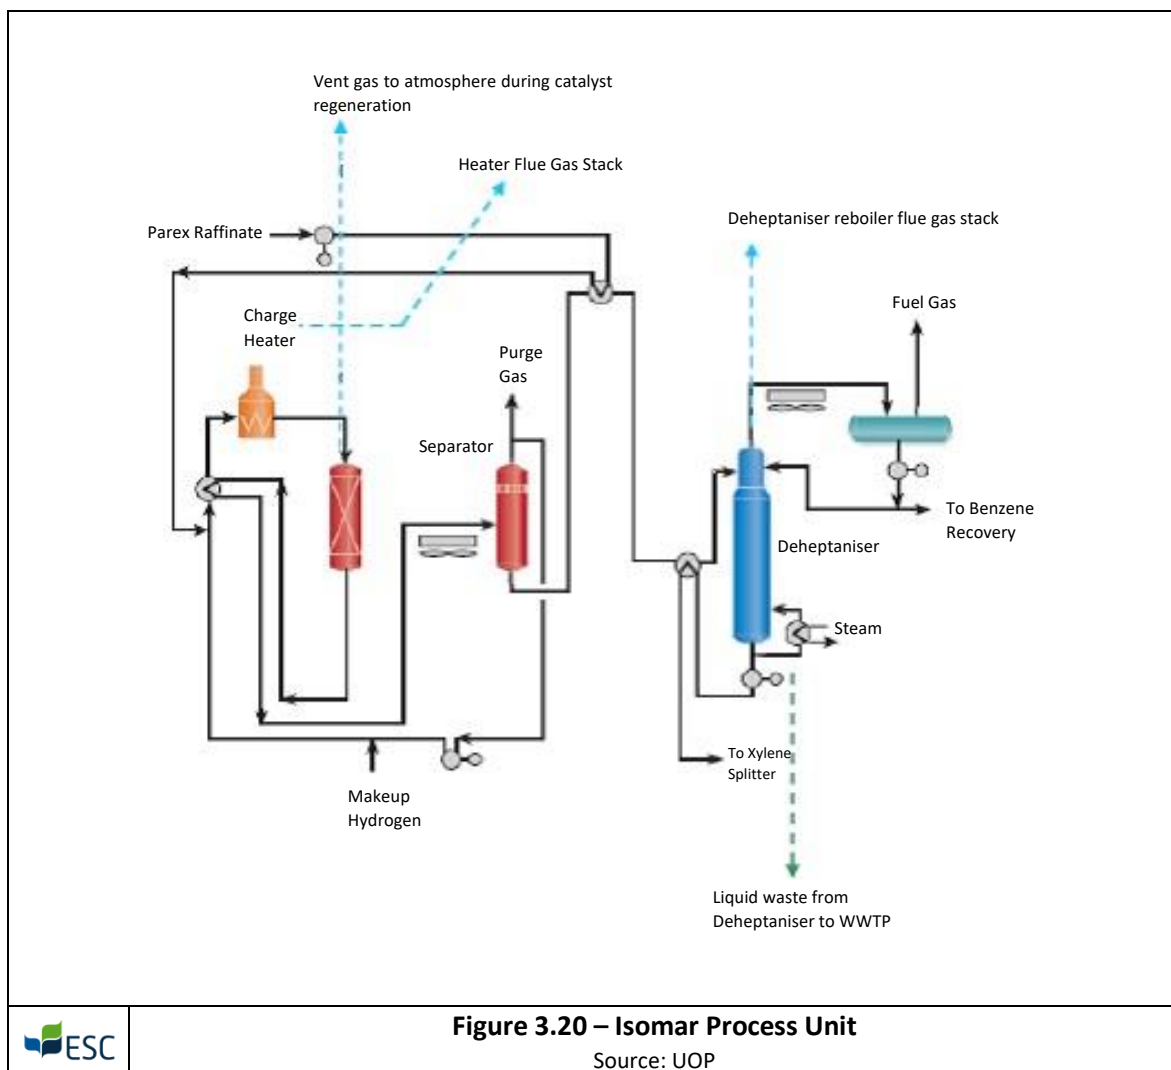 Vent gas to atmosphere during catalyst
regeneration
Heater Flue Gas Stack
Parex Raffinate
Deheptaniser reboiler flue gas stack
Charge
Heater
Fuel Gas
Purge
Gas
Separator
To Benzene
Recovery
Deheptaniser
Steam
To Xylene
Splitter
Makeup
Hydrogen
Liquid waste from
Deheptaniser to WWTP
ESC
Figure 3.20 – Isomar Process Unit
Source: UOP